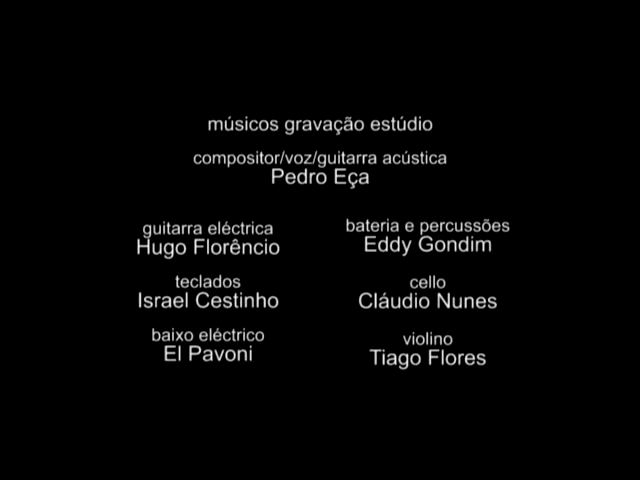 músicos gravação estúdio
compositor/voz/guitarra acústica
Pedro Eça
guitarra eléctrica
Hugo Florêncio
teclados
Israel Cestinho
baixo eléctrico
El Pavoni
bateria e percussões
Eddy Gondim
cello
Cláudio Nunes
violino
Tiago Flores